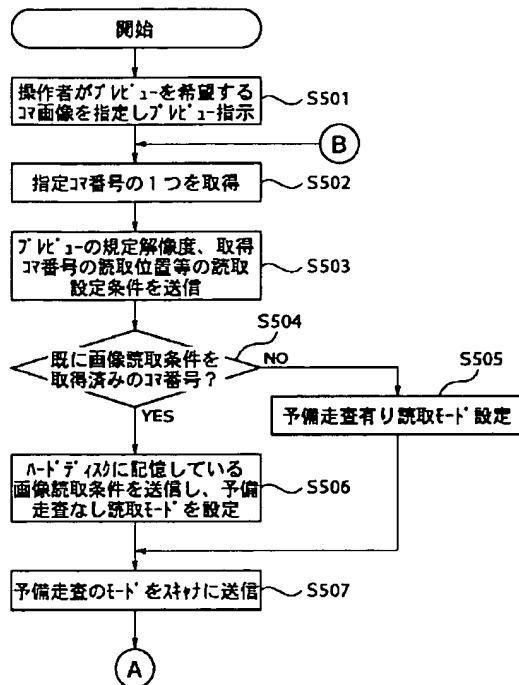 開始
操作者がﾌﾟﾚﾋﾞｭｰを希望する
ｺﾏ画像を指定しﾌﾟﾚﾋﾞｭｰ指示
S501
B
指定ｺﾏ番号の1つを取得
S502
ﾌﾟﾚﾋﾞｭｰの規定解像度、取得
ｺﾏ番号の読取位置等の読取
設定条件を送信
S503
S504
既に画像読取条件を
取得済みのｺﾏ番号？
NO
YES
S505
予備走査有り読取ﾓｰﾄﾞ設定
ﾊｰﾄﾞﾃﾞｨｽｸに記憶している
画像読取条件を送信し、予備
走査なし読取ﾓｰﾄﾞを設定
S506
予備走査のﾓｰﾄﾞをｽｷｬﾅに送信
S507
A